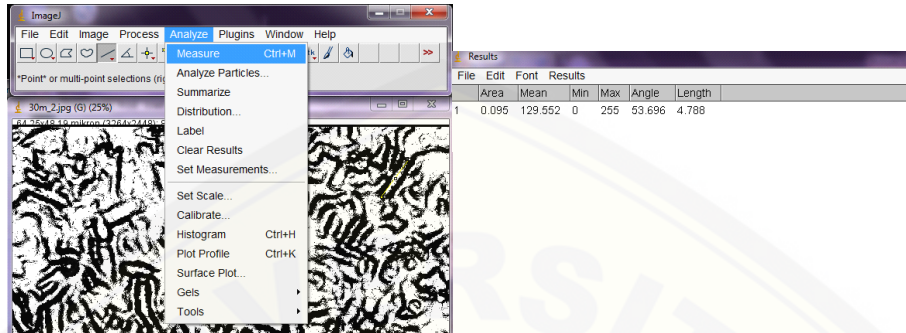 ImageJ
File Edit Image Process Analyze Plugins Window Help
>>
*Point* or multi-point selections
Measure Ctrl+M
Analyze Particles...
Summarize
Distribution...
Label
Clear Results
Set Measurements...
Set Scale...
Calibrate...
Histogram Ctrl+H
Plot Profile Ctrl+K
Surface Plot...
Gels
Tools
30m_2.jpg (G) (25%)
64.25x48.19 mikron (3264x2448);
Results
File Edit Font Results
Area Mean Min Max Angle Length
1 0.095 129.552 0 255 53.696 4.788